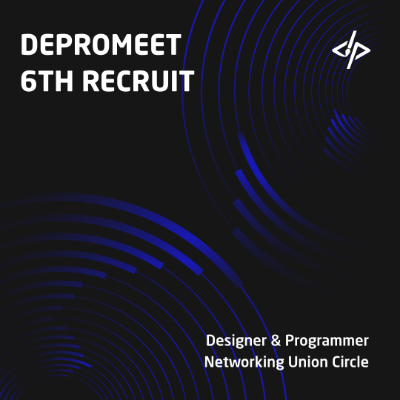 DEPROMEET
6TH RECRUIT
Designer & Programmer
Networking Union Circle